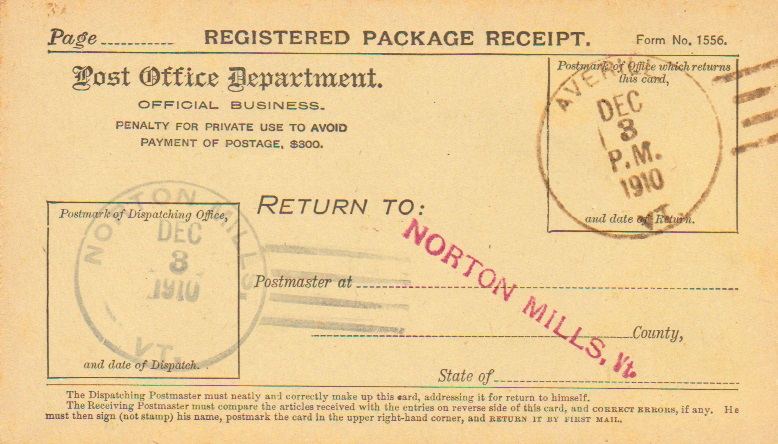 Page REGISTERED PACKAGE RECEIPT. Form No, 1556.
Post Office Department.
OFFICIAL BUSINESS.
PENALTY FOR PRIVATE USE TO AVOID
PAYMENT OF POSTAGE, $300.
Postmark of Office which returns
this card,
and date of Return.
AVERILL
DEC
3
P.M.
1910
VT.
RETURN TO:
Postmark of Dispatching Office,
and date of Dispatch.
NORTON MILLS,
DEC
3
1910
VT.
Postmaster at
NORTON MILLS, Vt.
County,
State of
The Dispatching Postmaster must neatly and correctly make up this card, addressing it for return to himself.
The Receiving Postmaster must compare the articles received with the entries on reverse side of this card, and CORRECT ERRORS, if any. He
must then sign (not stamp) his name, postmark the card in the upper right-hand corner, and RETURN IT BY FIRST MAIL.